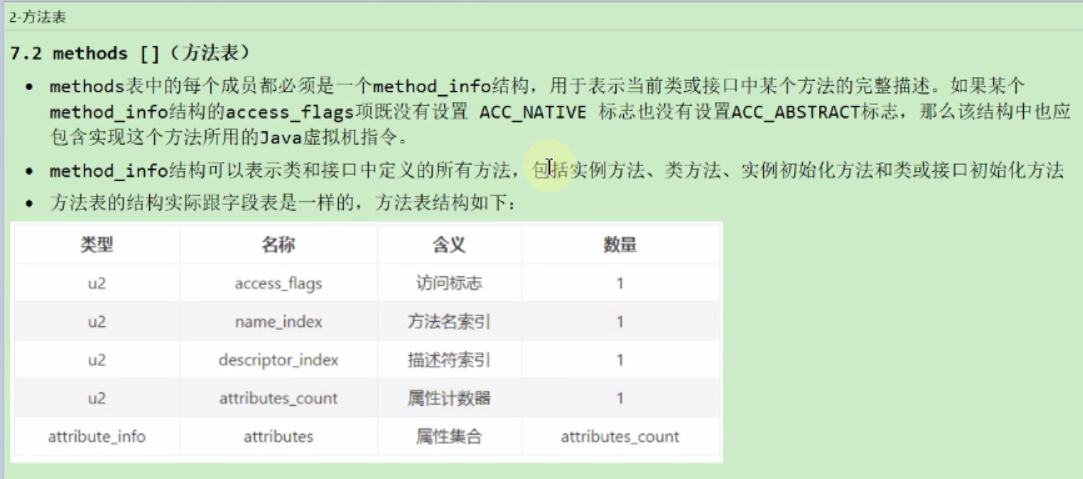 2-方法表
7.2 methods []（方法表）
• methods表中的每个成员都必须是一个method_info结构，用于表示当前类或接口中某个方法的完整描述。如果某个
method_info结构的access_flags项既没有设置 ACC_NATIVE 标志也没有设置ACC_ABSTRACT标志，那么该结构中也应
包含实现这个方法所用的Java虚拟机指令。
• method_info结构可以表示类和接口中定义的所有方法，包括实例方法、类方法、实例初始化方法和类或接口初始化方法
• 方法表的结构实际跟字段表是一样的，方法表结构如下：
类型 名称 含义 数量
u2 access_flags 访问标志 1
u2 name_index 方法名索引 1
u2 descriptor_index 描述符索引 1
u2 attributes_count 属性计数器 1
attribute_info attributes 属性集合 attributes_count